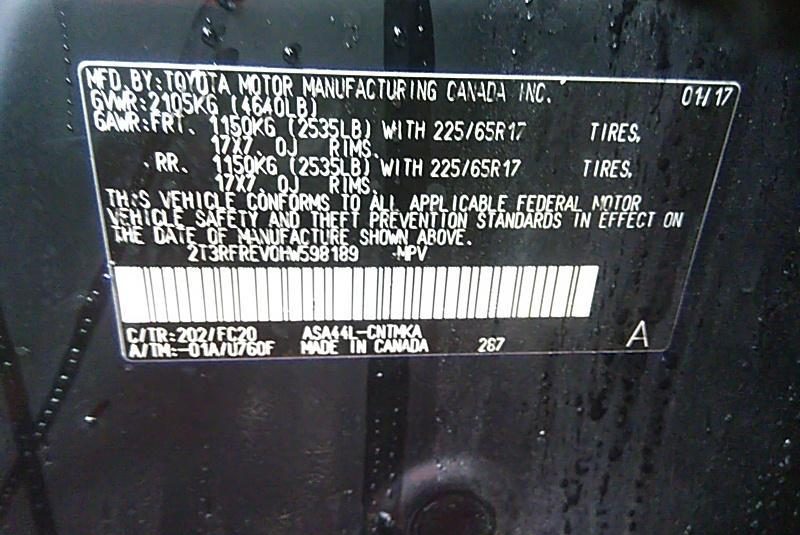 MFD. BY: TOYOTA MOTOR MANUFACTURING CANADA INC. 01/17
GVWR: 2105KG (4640LB)
GAWR: FRT. 1150KG (2535LB) WITH 225/65R17 TIRES,
17X7.0J RIMS.
RR. 1150KG (2535LB) WITH 225/65R17 TIRES,
17X7.0J RIMS.
THIS VEHICLE CONFORMS TO ALL APPLICABLE FEDERAL MOTOR
VEHICLE SAFETY AND THEFT PREVENTION STANDARDS IN EFFECT ON
THE DATE OF MANUFACTURE SHOWN ABOVE.
2T3RFREV0HW598189 MPV
C/TR: 202/FC20 ASA44L-CNTMKA A
A/TM: -01A/U760F MADE IN CANADA 267